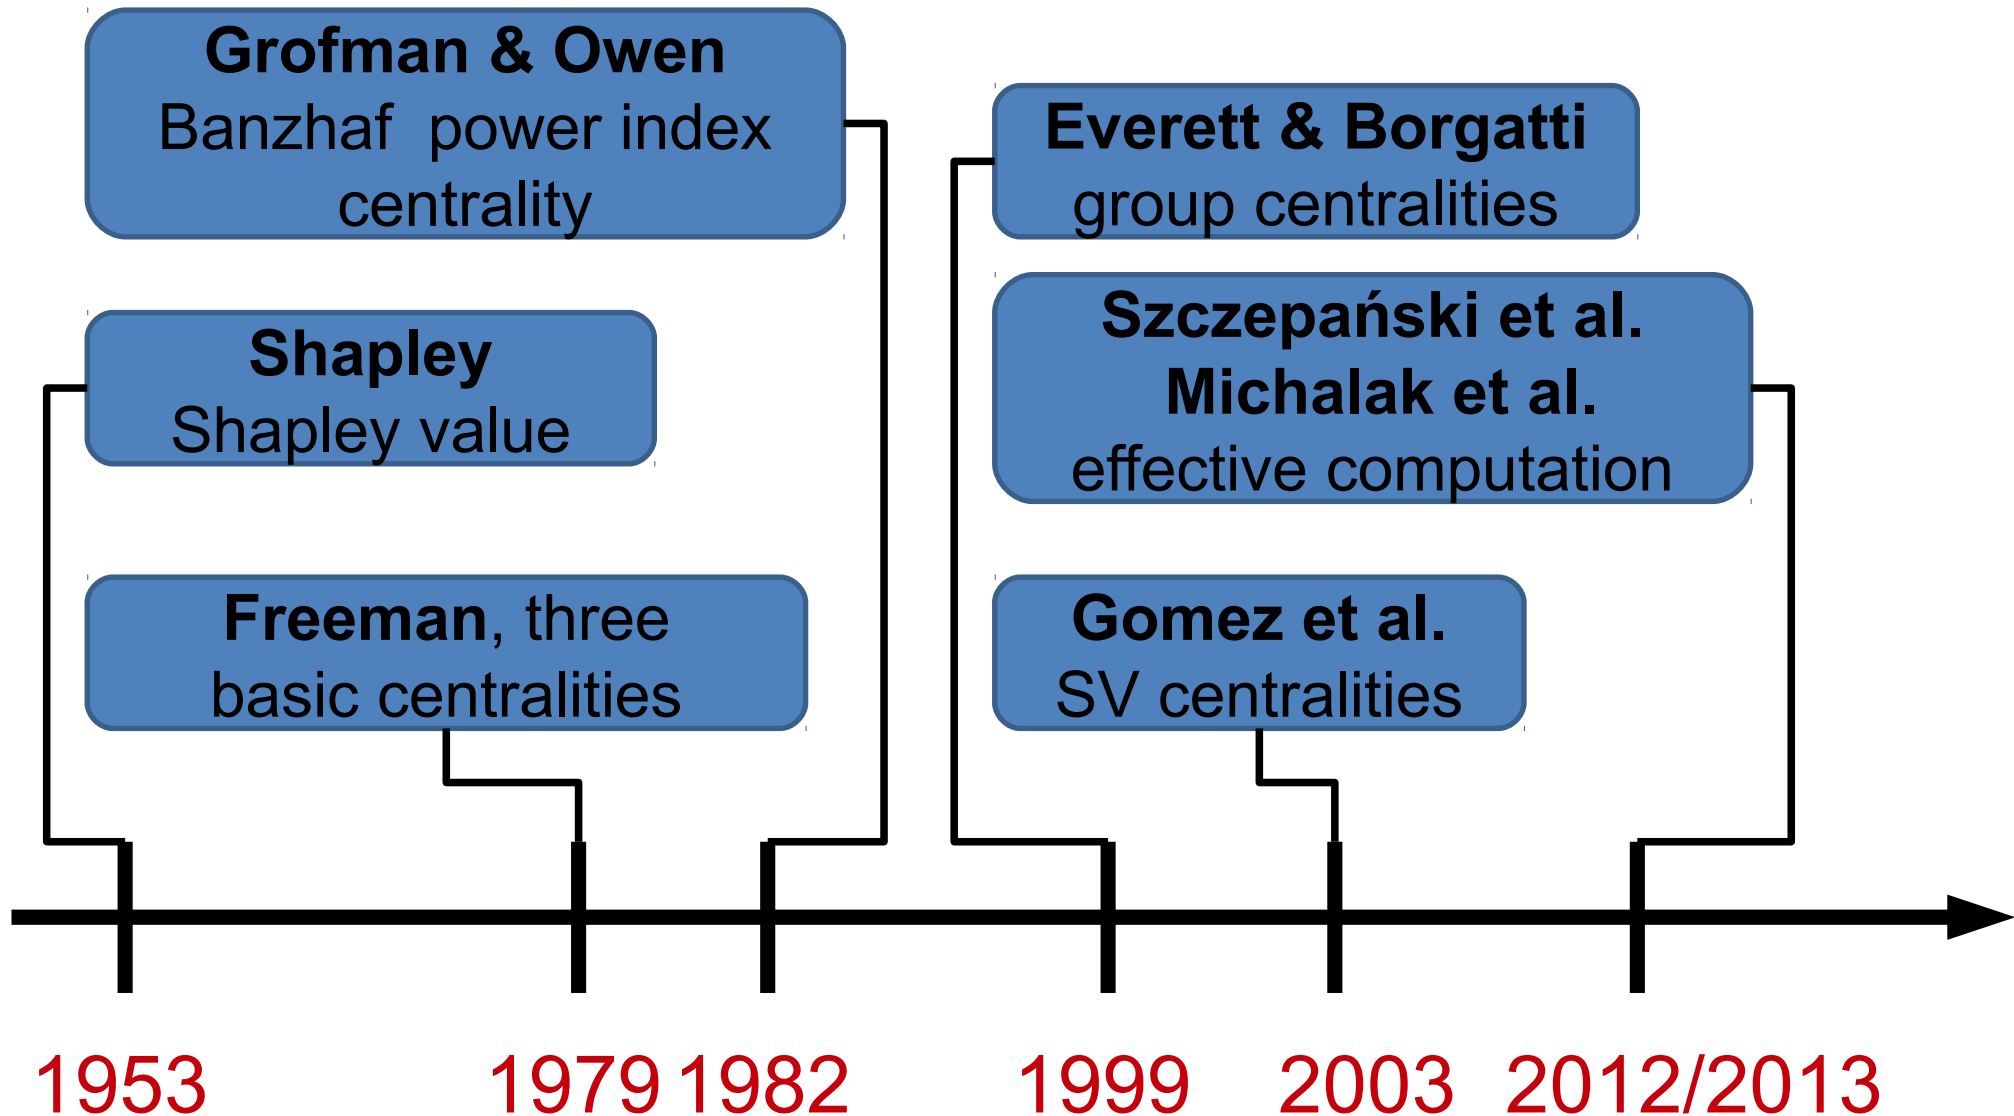 Grofman & Owen
Banzhaf power index
centrality
Everett & Borgatti
group centralities
Shapley
Shapley value
Szczepański et al.
Michalak et al.
effective computation
Freeman, three
basic centralities
Gomez et al.
SV centralities
1953 1979 1982 1999 2003 2012/2013